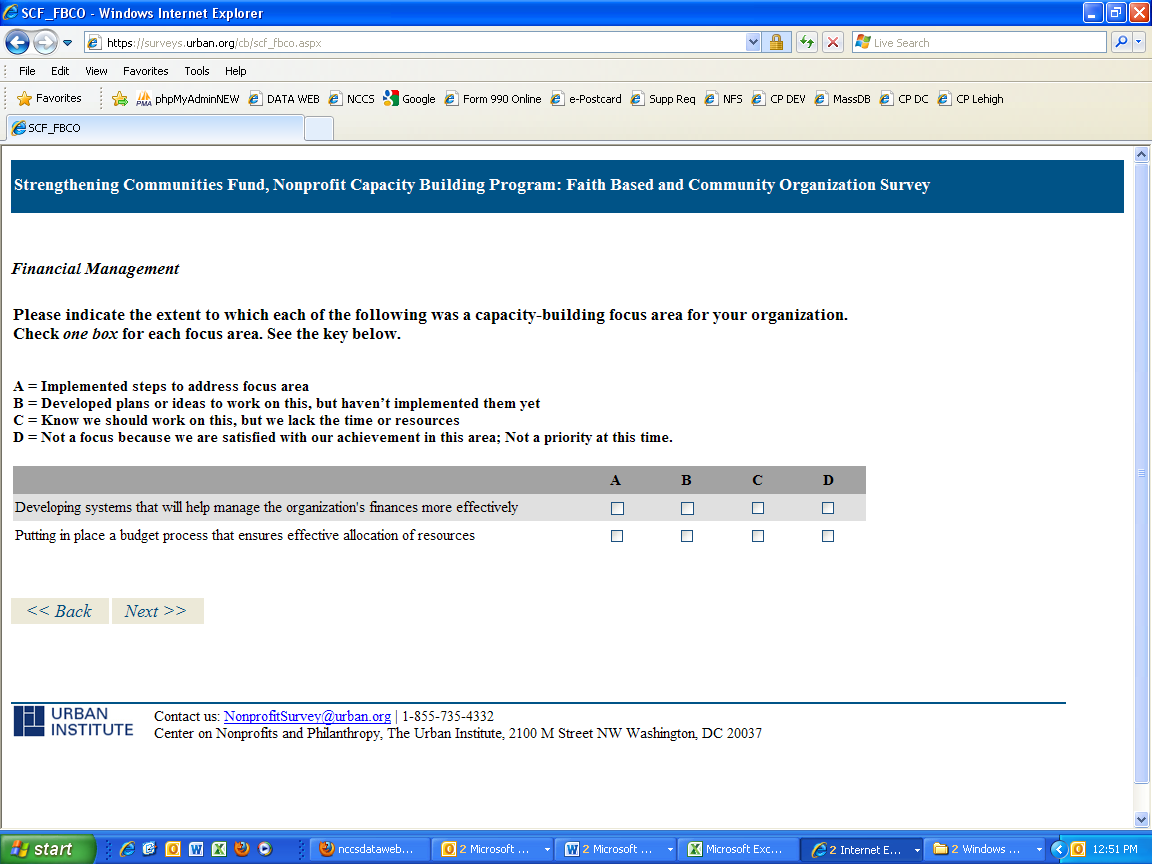 SCF_FBCO - Windows Internet Explorer
https://surveys.urban.org/cb/scf_fbco.aspx
Live Search
File Edit View Favorites Tools Help
Favorites phpMyAdminNEW DATA WEB NCCS Google Form 990 Online e-Postcard Supp Req NFS CP DEV MassDB CP DC CP Lehigh
SCF_FBCO
Strengthening Communities Fund, Nonprofit Capacity Building Program: Faith Based and Community Organization Survey
Financial Management
Please indicate the extent to which each of the following was a capacity-building focus area for your organization.
Check one box for each focus area. See the key below.
A = Implemented steps to address focus area
B = Developed plans or ideas to work on this, but haven’t implemented them yet
C = Know we should work on this, but we lack the time or resources
D = Not a focus because we are satisfied with our achievement in this area; Not a priority at this time.
A B C D
Developing systems that will help manage the organization's finances more effectively
Putting in place a budget process that ensures effective allocation of resources
<< Back Next >>
URBAN INSTITUTE
Contact us: NonprofitSurvey@urban.org | 1-855-735-4332
Center on Nonprofits and Philanthropy, The Urban Institute, 2100 M Street NW Washington, DC 20037
start nccsdataweb... 2 Microsoft ... 2 Microsoft ... Microsoft Exc... 2 Internet E... 2 Windows ... 12:51 PM